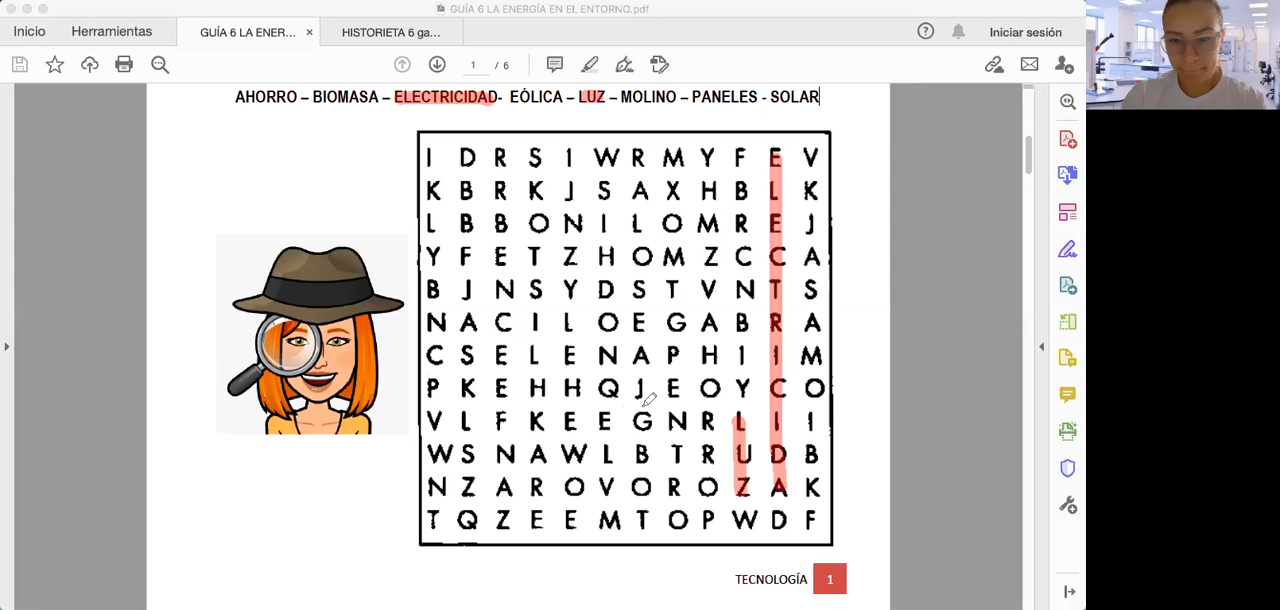 GUÍA 6 LA ENERGÍA EN EL ENTORNO.pdf
Inicio Herramientas GUÍA 6 LA ENER... × HISTORIETA 6 ga... Iniciar sesión
1 / 6
AHORRO – BIOMASA – ELECTRICIDAD- EÓLICA – LUZ – MOLINO – PANELES - SOLAR
I D R S I W R M Y F E V
K B R K J S A X H B L K
L B B O N I L O M R E J
Y F E T Z H O M Z C C A
B J N S Y D S T V N T S
N A C I L O E G A B R A
C S E L E N A P H I I M
P K E H H Q J E O Y C O
V L F K E E G N R L I I
W S N A W L B T R U D B
N Z A R O V O R O Z A K
T Q Z E E M T O P W D F
TECNOLOGÍA 1